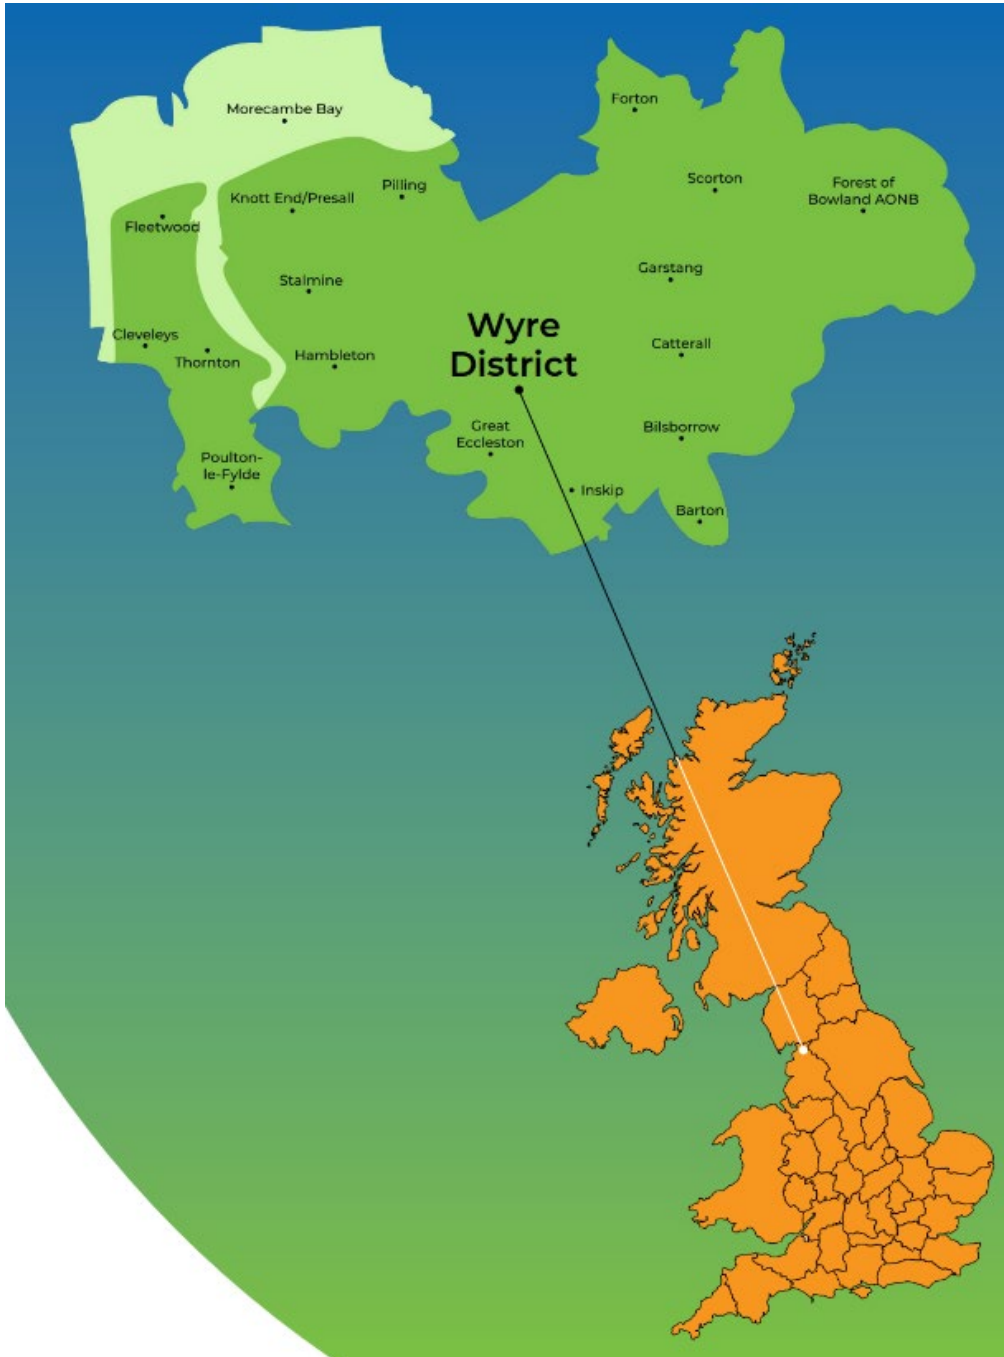 Forton
Morecambe Bay
Scorton
Forest of
Bowland AONB
Pilling
Knott End/Presall
Fleetwood
Garstang
Stalmine
Wyre
District
Cleveleys
Thornton
Hambleton
Catterall
Great
Eccleston
Bilsborrow
Poulton-
le-Fylde
Inskip
Barton